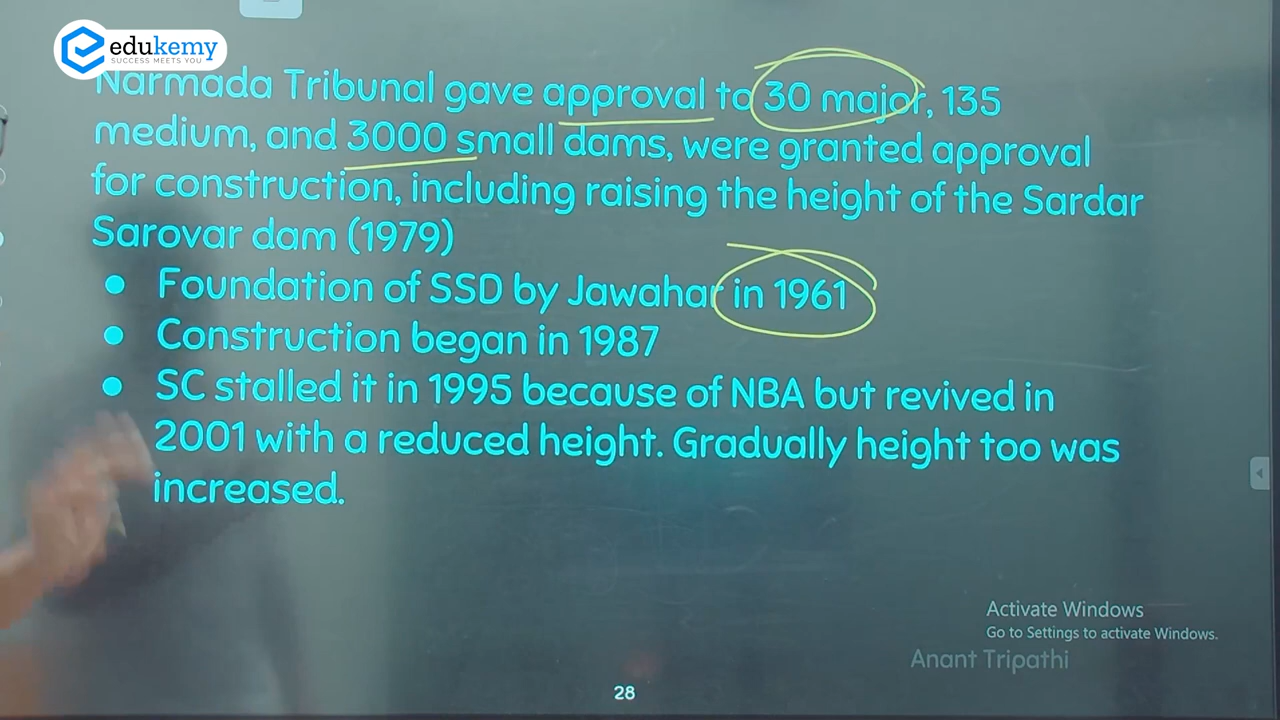 edukemy
SUCCESS MEETS YOU
Narmada Tribunal gave approval to 30 major, 135
medium, and 3000 small dams, were granted approval
for construction, including raising the height of the Sardar
Sarovar dam (1979)
● Foundation of SSD by Jawahar in 1961
● Construction began in 1987
● SC stalled it in 1995 because of NBA but revived in
2001 with a reduced height. Gradually height too was
increased.
Activate Windows
Go to Settings to activate Windows.
Anant Tripathi
28